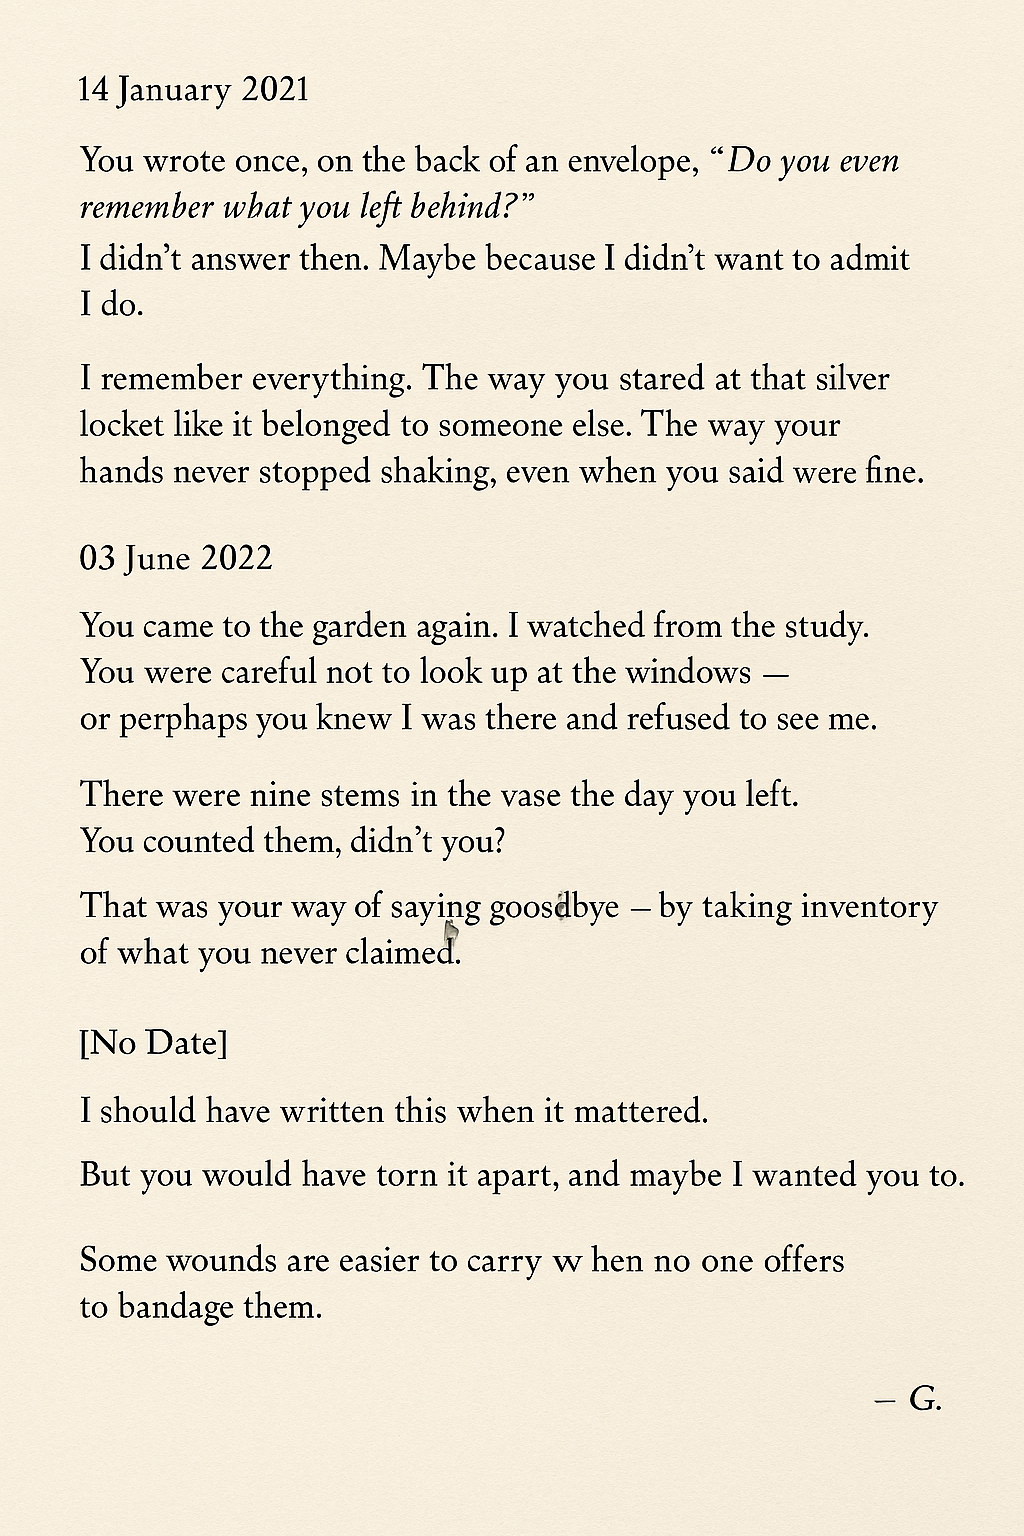 14 January 2021
You wrote once, on the back of an envelope, “Do you even
remember what you left behind?”
I didn’t answer then. Maybe because I didn’t want to admit
I do.
I remember everything. The way you stared at that silver
locket like it belonged to someone else. The way your
hands never stopped shaking, even when you said were fine.
03 June 2022
You came to the garden again. I watched from the study.
You were careful not to look up at the windows —
or perphaps you knew I was there and refused to see me.
There were nine stems in the vase the day you left.
You counted them, didn’t you?
That was your way of saying goosdbye – by taking inventory
of what you never claimed.
[No Date]
I should have written this when it mattered.
But you would have torn it apart, and maybe I wanted you to.
Some wounds are easier to carry w hen no one offers
to bandage them.
– G.